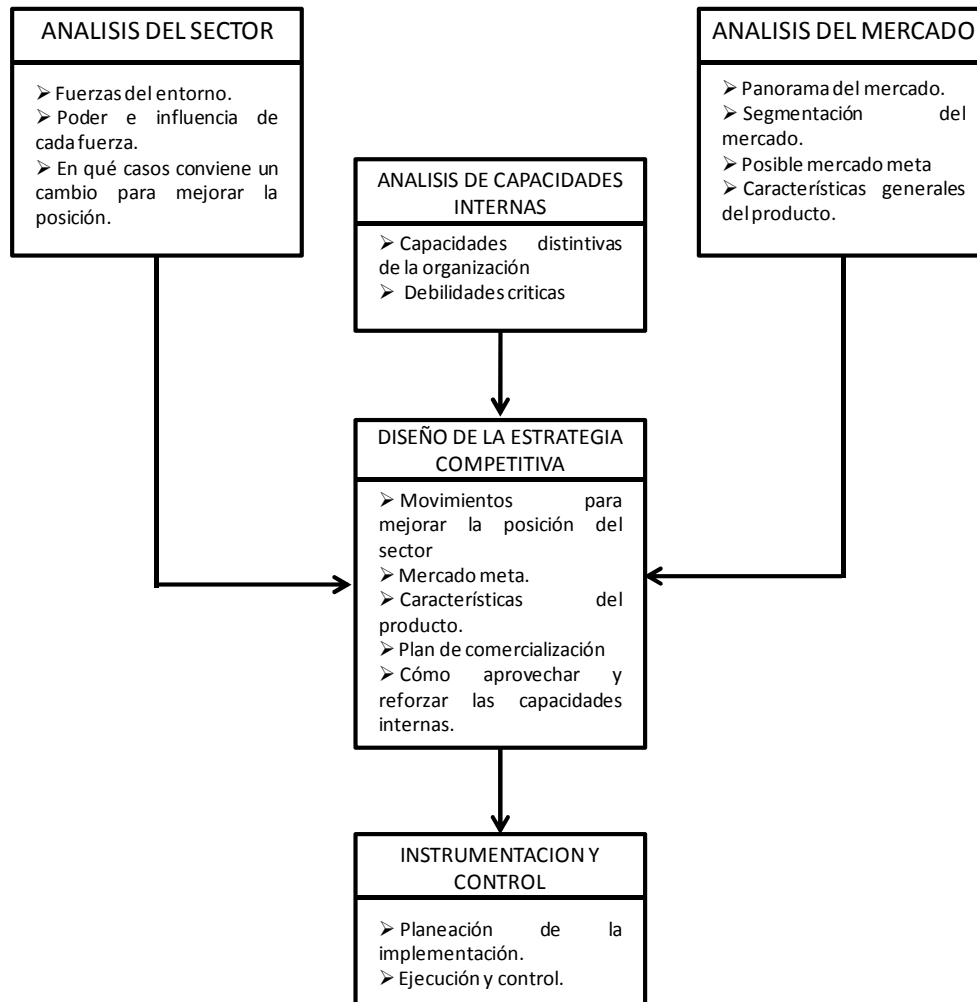 ANALISIS DEL SECTOR
➢ Fuerzas del entorno.
➢ Poder e influencia de
cada fuerza.
➢ En qué casos conviene un
cambio para mejorar la
posición.
ANALISIS DEL MERCADO
➢ Panorama del mercado.
➢ Segmentación del
mercado.
➢ Posible mercado meta
➢ Características generales
del producto.
ANALISIS DE CAPACIDADES
INTERNAS
➢ Capacidades distintivas
de la organización
➢ Debilidades criticas
DISEÑO DE LA ESTRATEGIA
COMPETITIVA
➢ Movimientos para
mejorar la posición del
sector
➢ Mercado meta.
➢ Características del
producto.
➢ Plan de comercialización
➢ Cómo aprovechar y
reforzar las capacidades
internas.
INSTRUMENTACION Y
CONTROL
➢ Planeación de la
implementación.
➢ Ejecución y control.